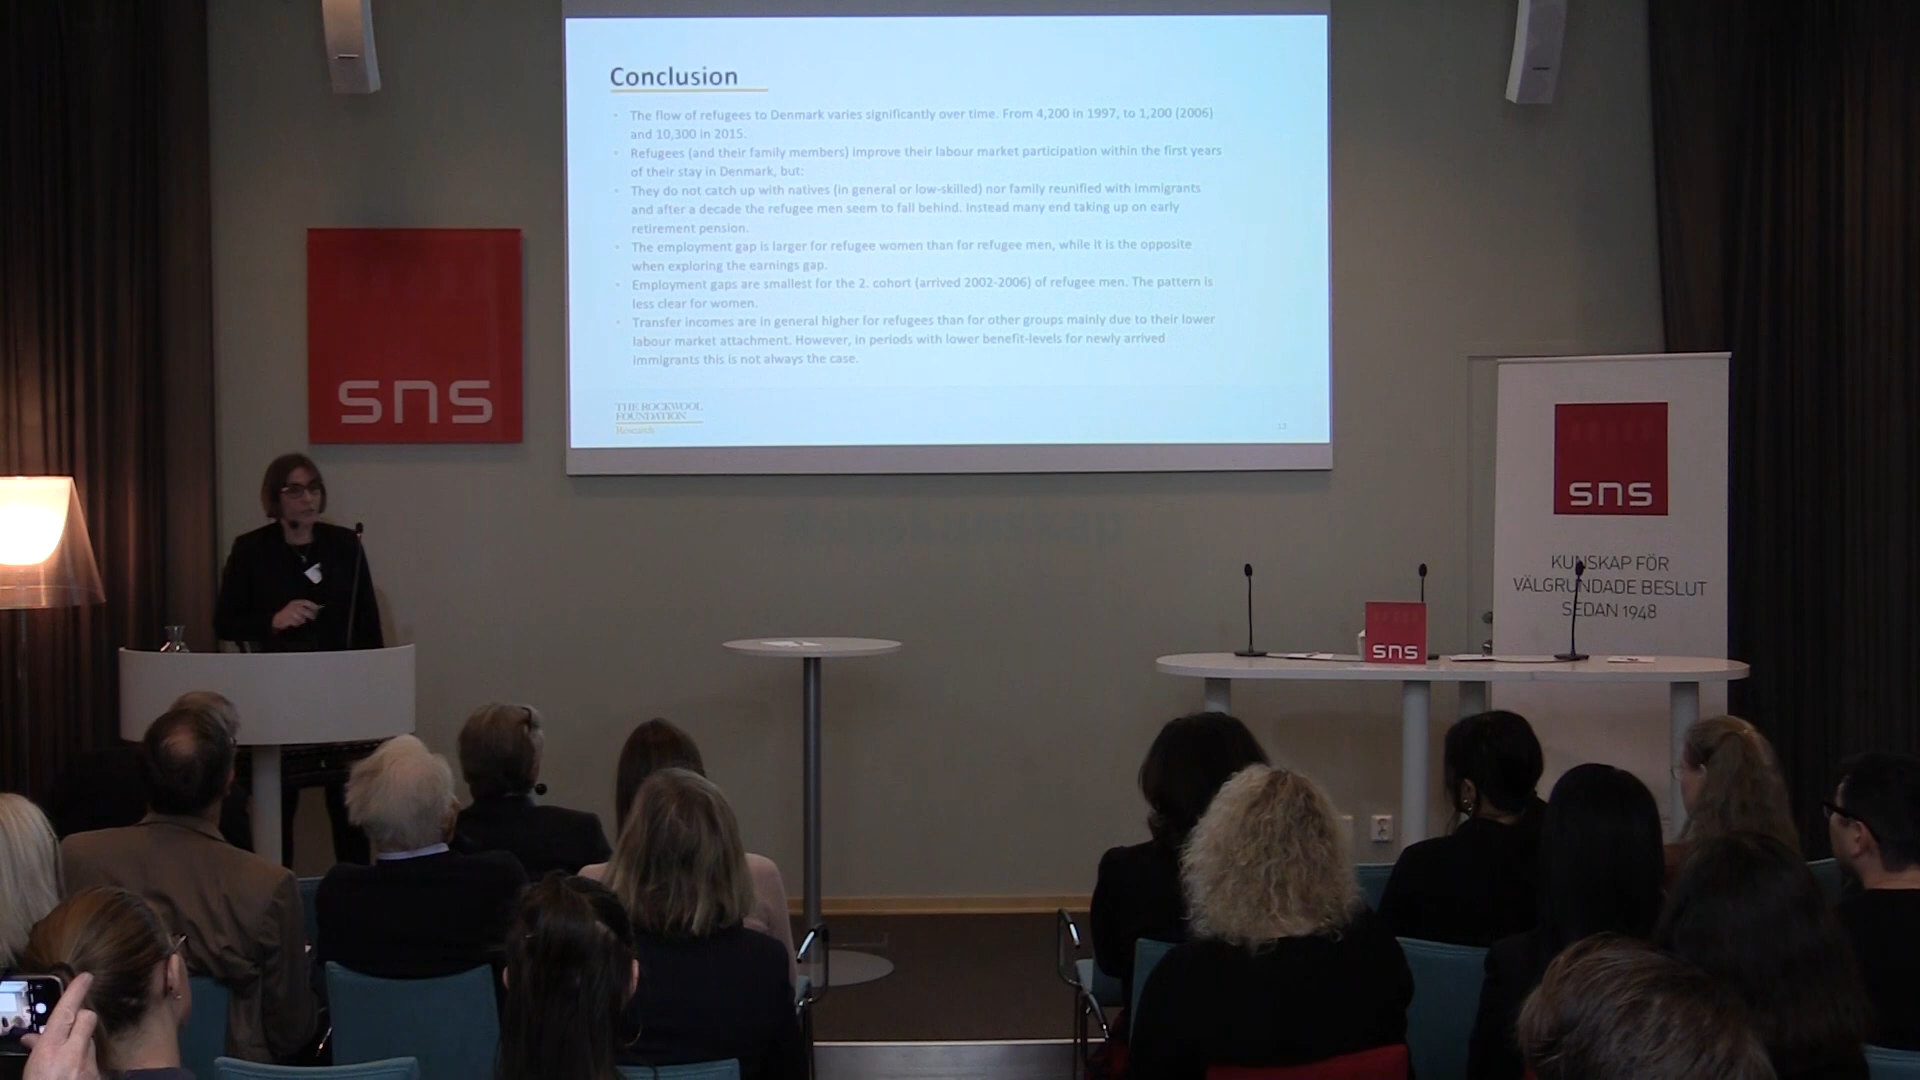 Conclusion
The flow of refugees to Denmark varies significantly over time. From 4,200 in 1997, to 1,200 (2006)
and 10,300 in 2015.
Refugees (and their family members) improve their labour market participation within the first years
of their stay in Denmark, but:
They do not catch up with natives (in general or low-skilled) nor family reunified with immigrants
and after a decade the refugee men seem to fall behind. Instead many end taking up on early
retirement pension.
The employment gap is larger for refugee women than for refugee men, while it is the opposite
when exploring the earnings gap.
Employment gaps are smallest for the 2. cohort (arrived 2002-2006) of refugee men. The pattern is
less clear for women.
Transfer incomes are in general higher for refugees than for other groups mainly due to their lower
labour market attachment. However, in periods with lower benefit-levels for newly arrived
immigrants this is not always the case.
THE ROCKWOOL
FOUNDATION
Research
13
sns
sns
KUNSKAP FÖR
VÄLGRUNDADE BESLUT
SEDAN 1948
sns